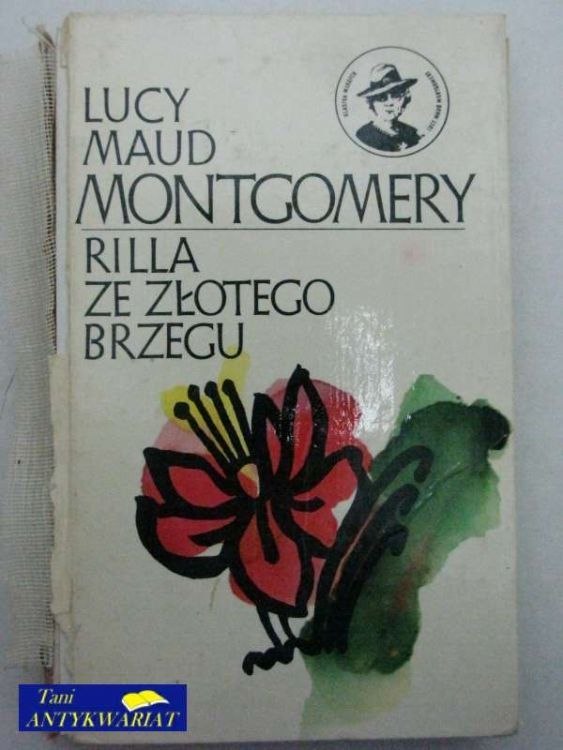 LUCY
MAUD
MONTGOMERY
RILLA
ZE ZŁOTEGO
BRZEGU
Tani
ANTYKWARIAT